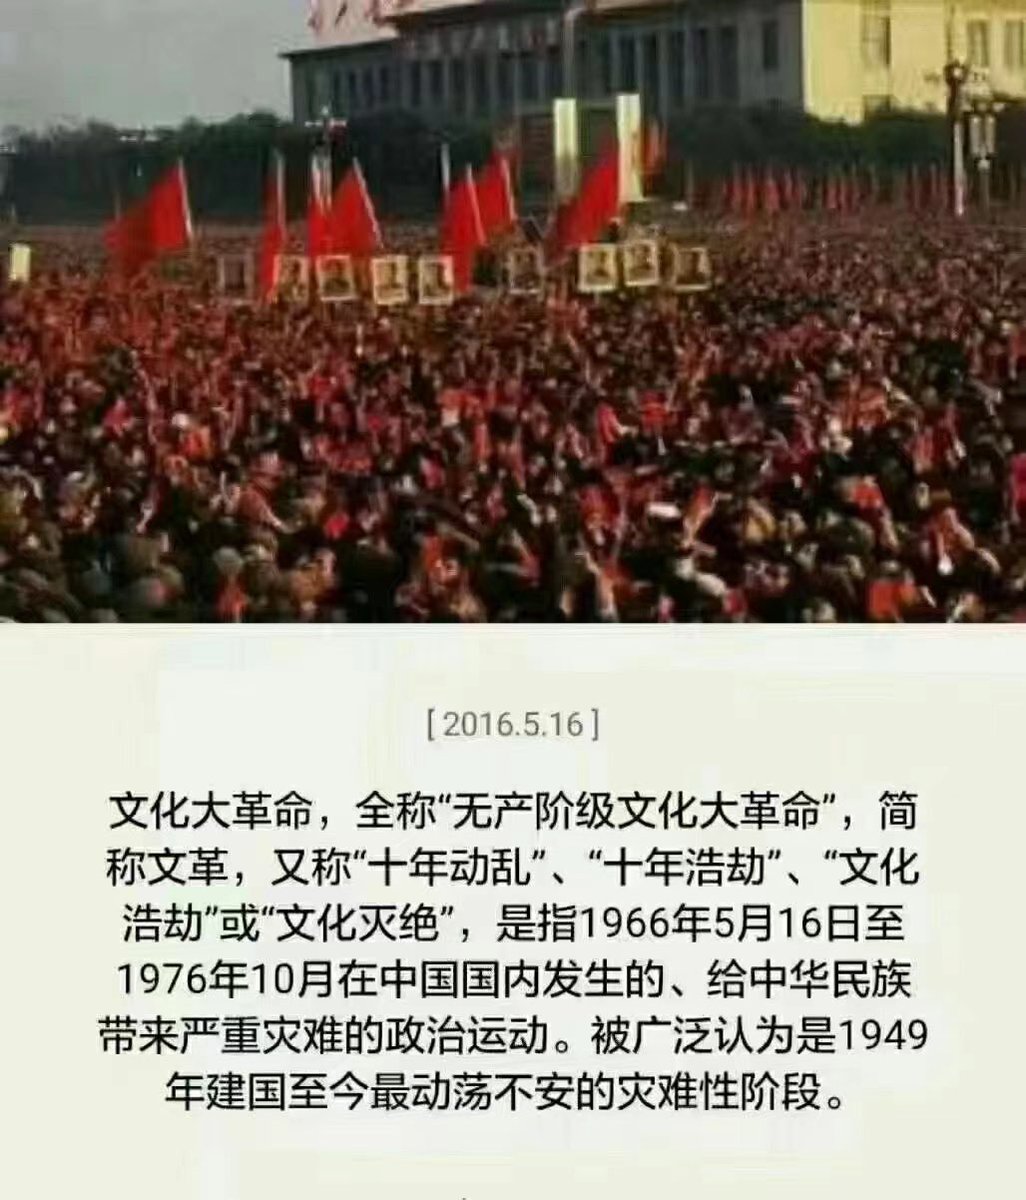 [ 2016.5.16 ]
文化大革命，全称“无产阶级文化大革命”，简
称文革，又称“十年动乱”、“十年浩劫”、“文化
浩劫”或“文化灭绝”，是指1966年5月16日至
1976年10月在中国国内发生的、给中华民族
带来严重灾难的政治运动。被广泛认为是1949
年建国至今最动荡不安的灾难性阶段。